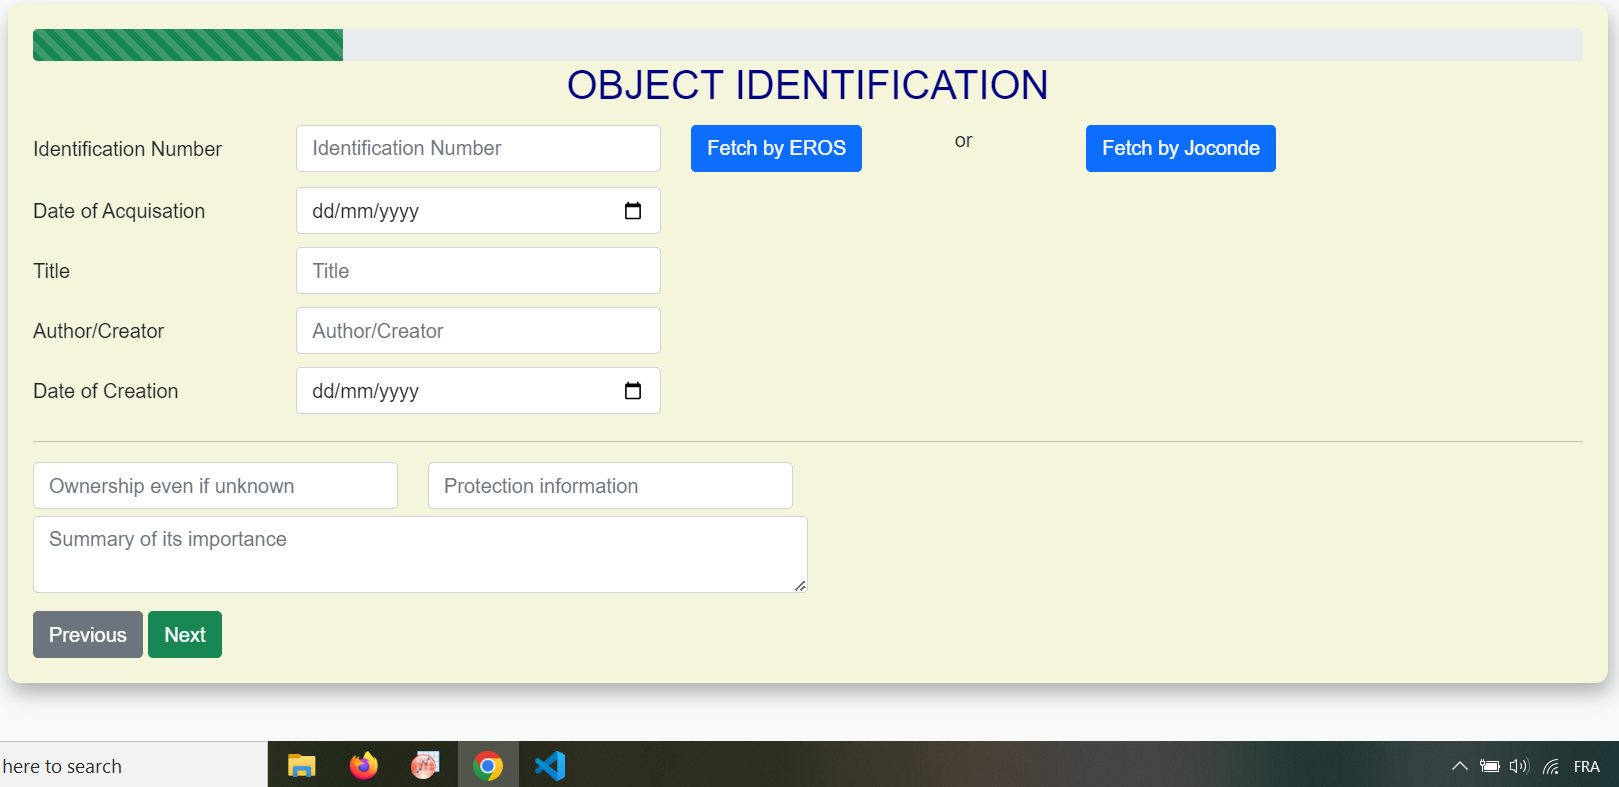 OBJECT IDENTIFICATION
Identification Number Identification Number Fetch by EROS or Fetch by Joconde
Date of Acquisation dd/mm/yyyy
Title Title
Author/Creator Author/Creator
Date of Creation dd/mm/yyyy
Ownership even if unknown Protection information
Summary of its importance
Previous Next
here to search FRA